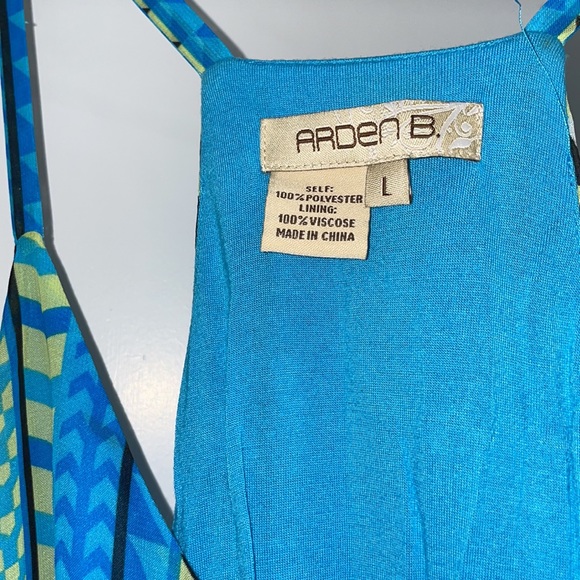 ARDEN B.
L
SELF:
100% POLYESTER
LINING:
100% VISCOSE
MADE IN CHINA